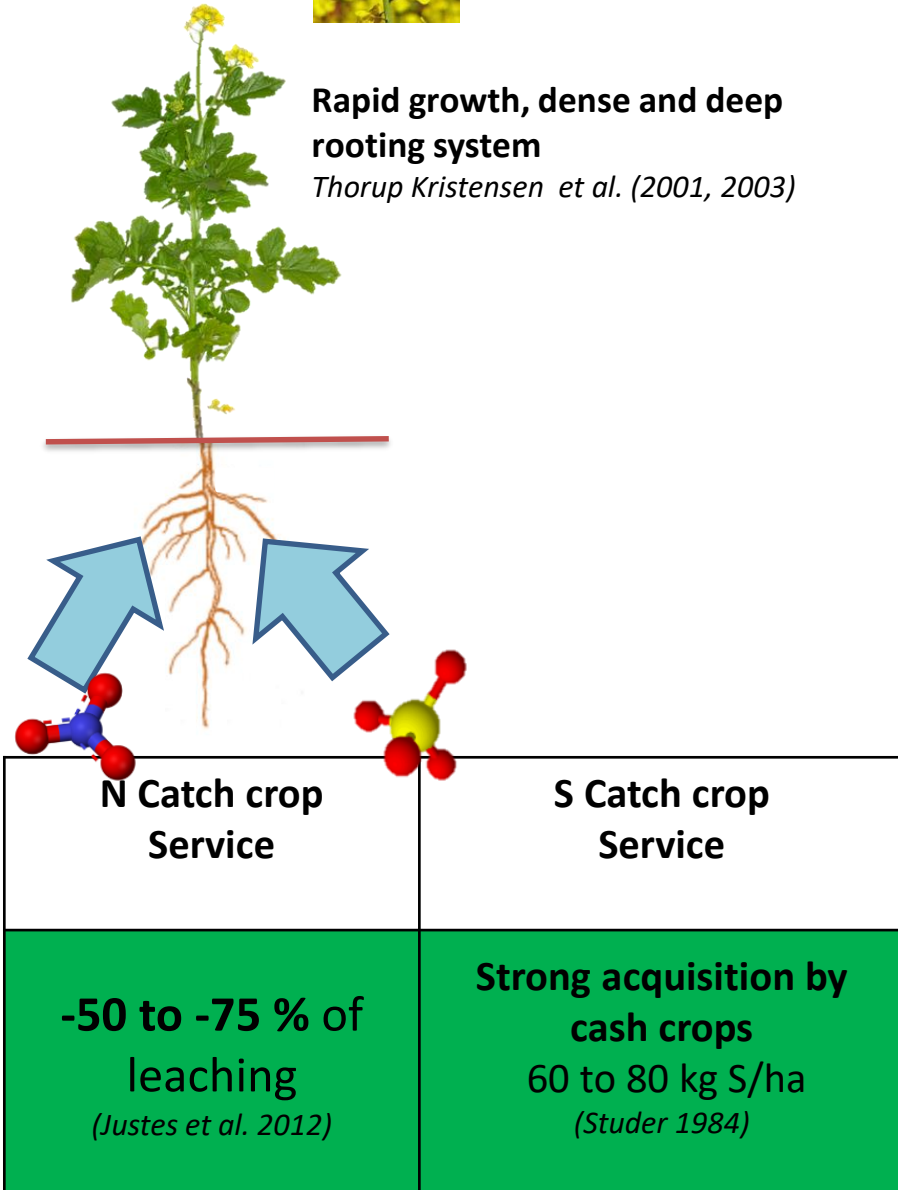 Rapid growth, dense and deep
rooting system
Thorup Kristensen et al. (2001, 2003)
N Catch crop
Service
S Catch crop
Service
-50 to -75 % of
leaching
(Justes et al. 2012)
Strong acquisition by
cash crops
60 to 80 kg S/ha
(Studer 1984)